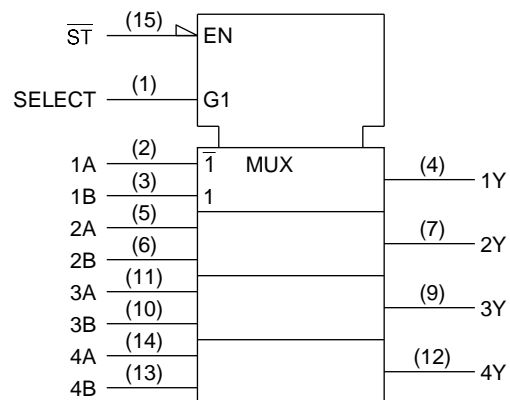 S̅T̅ (15) EN
SELECT (1) G1
1A (2) 1̅ MUX (4) 1Y
1B (3) 1
2A (5) (7) 2Y
2B (6)
3A (11) (9) 3Y
3B (10)
4A (14) (12) 4Y
4B (13)